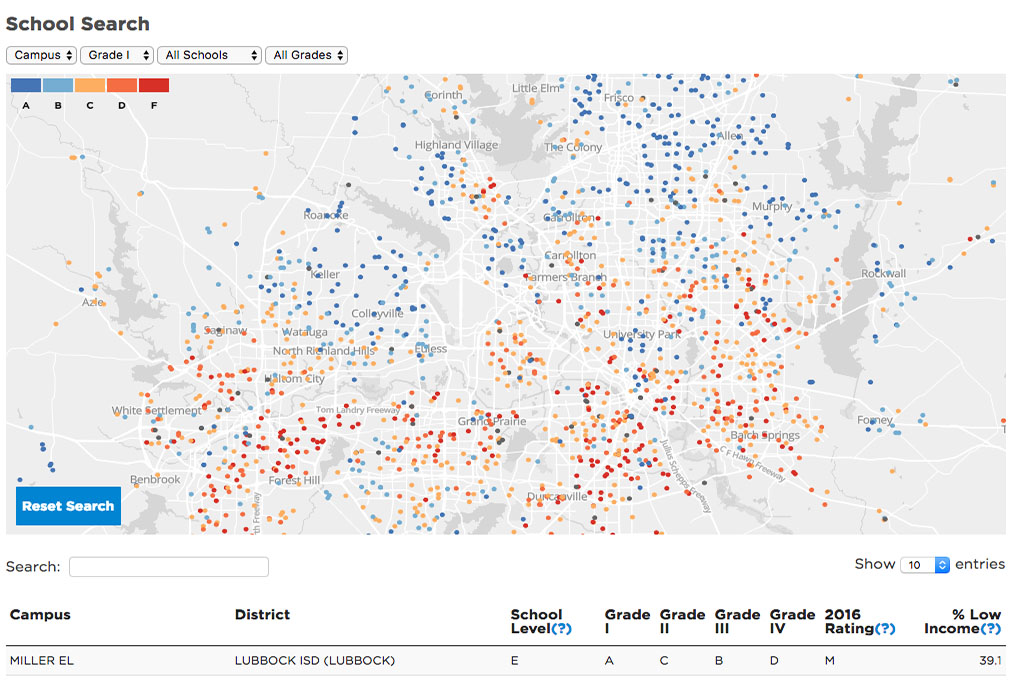 School Search
Campus Grade I All Schools All Grades
A B C D F
Little Elm
Corinth
Frisco
Allen
Highland Village
The Colony
Murphy
Roanoke
Carrollton
Carrollton
Keller
Farmers Branch
Rockwall
Azle
Colleyville
Saginaw
Watauga
University Park
North Richland Hills
Euless
Haltom City
White Settlement
Tom Landry Freeway
Grand Prairie
Forney
Balch Springs
C F Hawn Freeway
Julius Schepps Freeway
Benbrook
Forest Hill
Duncanville
th Freeway
T
Reset Search
Search:
Show 10 entries
Campus District School Level(?) Grade I Grade II Grade III Grade IV 2016 Rating(?) % Low Income(?)
MILLER EL LUBBOCK ISD (LUBBOCK) E A C B D M 39.1